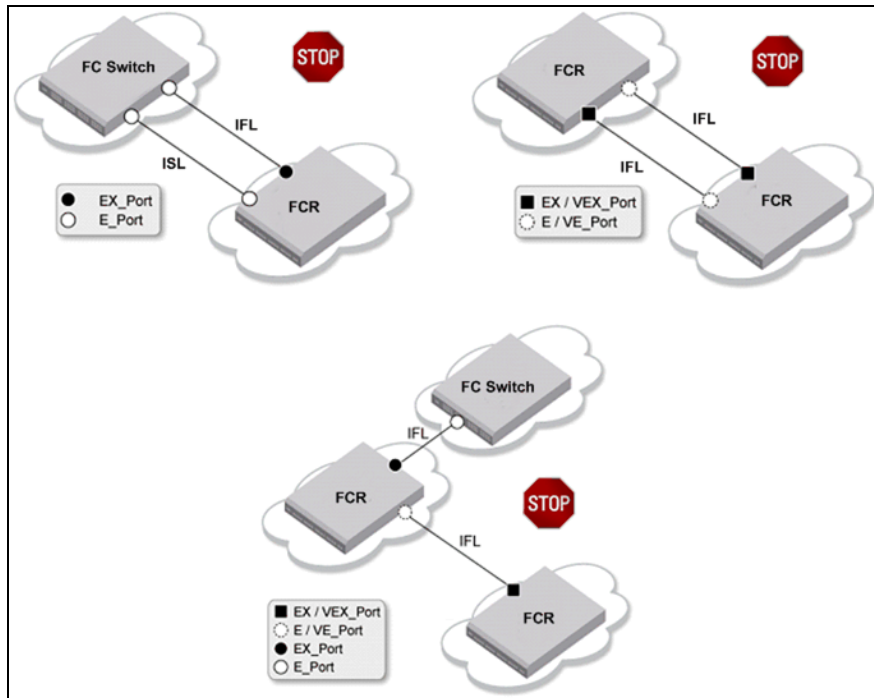 FC Switch
STOP
IFL
ISL
FCR
EX_Port
E_Port
FCR
STOP
IFL
IFL
FCR
EX / VEX_Port
E / VE_Port
FC Switch
IFL
FCR
STOP
IFL
FCR
EX / VEX_Port
E / VE_Port
EX_Port
E_Port